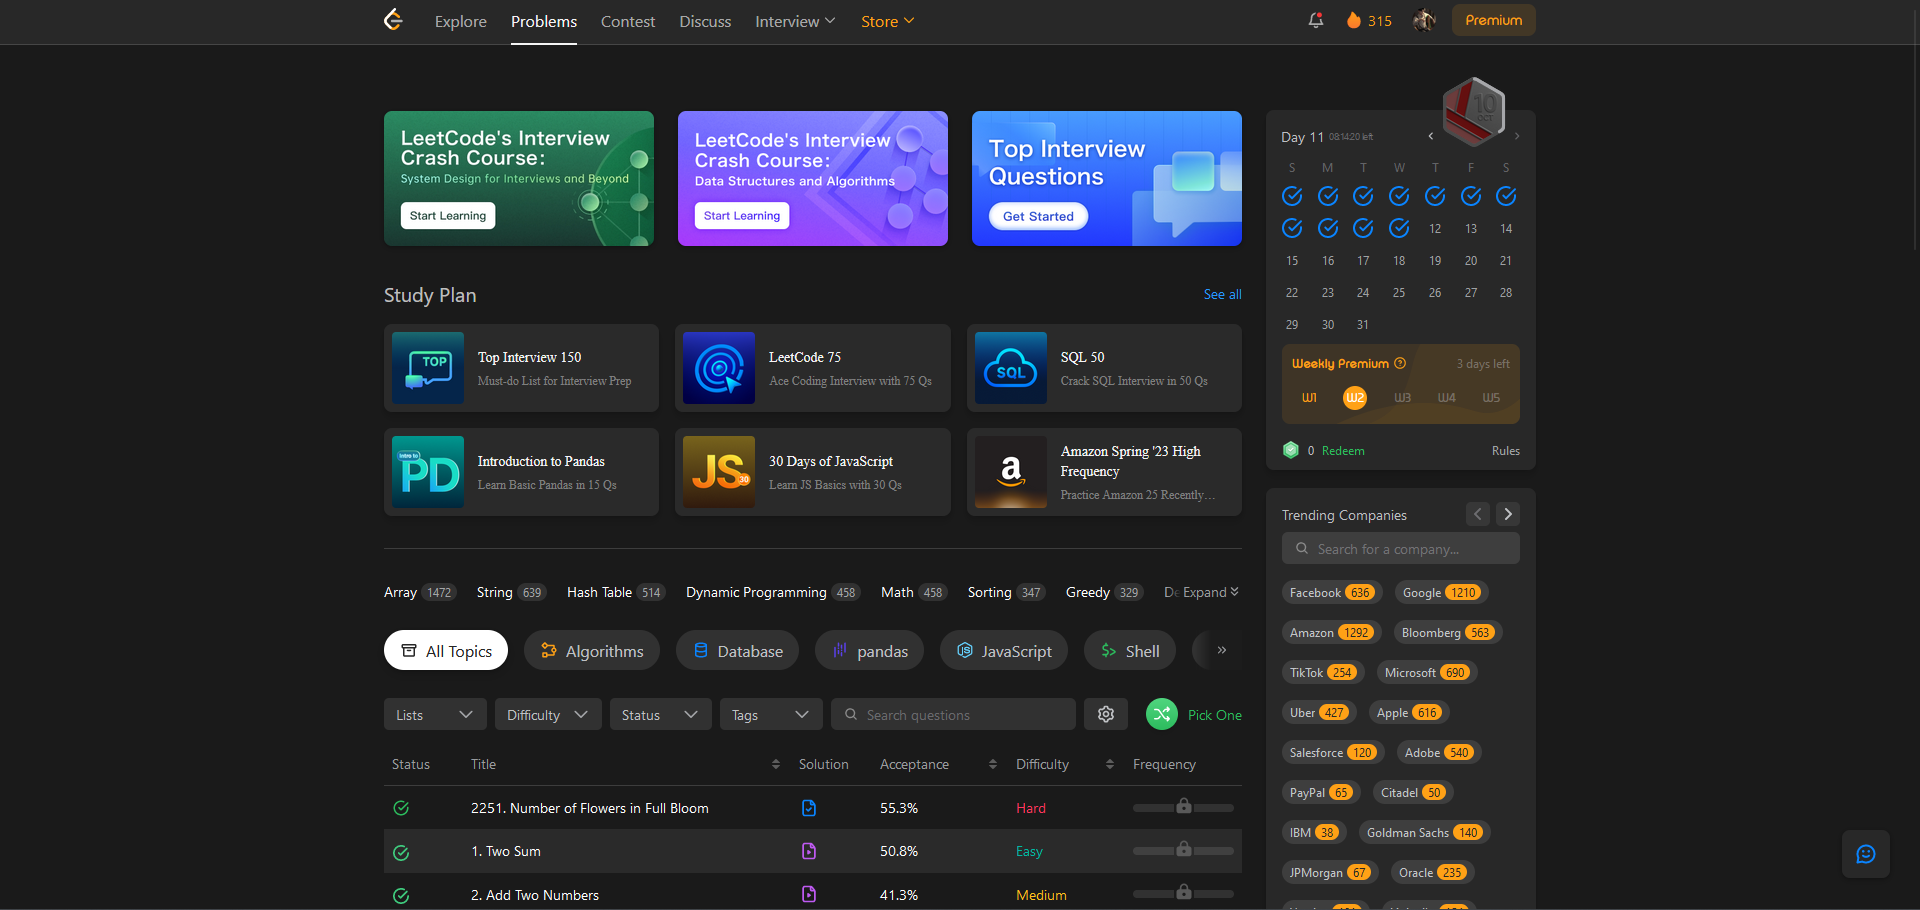 Explore Problems Contest Discuss Interview Store 315 Premium
LeetCode's Interview
Crash Course:
System Design for Interviews and Beyond
Start Learning
LeetCode's Interview
Crash Course:
Data Structures and Algorithms
Start Learning
Top Interview
Questions
Get Started
Study Plan See all
TOP
Top Interview 150
Must-do List for Interview Prep
LeetCode 75
Ace Coding Interview with 75 Qs
SQL
SQL 50
Crack SQL Interview in 50 Qs
Intro to
PD
Introduction to Pandas
Learn Basic Pandas in 15 Qs
JS 30
30 Days of JavaScript
Learn JS Basics with 30 Qs
a
Amazon Spring '23 High
Frequency
Practice Amazon 25 Recently…
Array 1472 String 639 Hash Table 514 Dynamic Programming 458 Math 458 Sorting 347 Greedy 329 De Expand
All Topics Algorithms Database pandas JavaScript Shell
Lists Difficulty Status Tags Search questions Pick One
Status Title Solution Acceptance Difficulty Frequency
2251. Number of Flowers in Full Bloom 55.3% Hard
1. Two Sum 50.8% Easy
2. Add Two Numbers 41.3% Medium
10
OCT
Day 11 08:14:20 left
S M T W T F S
12 13 14
15 16 17 18 19 20 21
22 23 24 25 26 27 28
29 30 31
Weekly Premium 3 days left
W1 W2 W3 W4 W5
0 Redeem Rules
Trending Companies
Search for a company...
Facebook 636 Google 1210
Amazon 1292 Bloomberg 563
TikTok 254 Microsoft 690
Uber 427 Apple 616
Salesforce 120 Adobe 540
PayPal 65 Citadel 50
IBM 38 Goldman Sachs 140
JPMorgan 67 Oracle 235